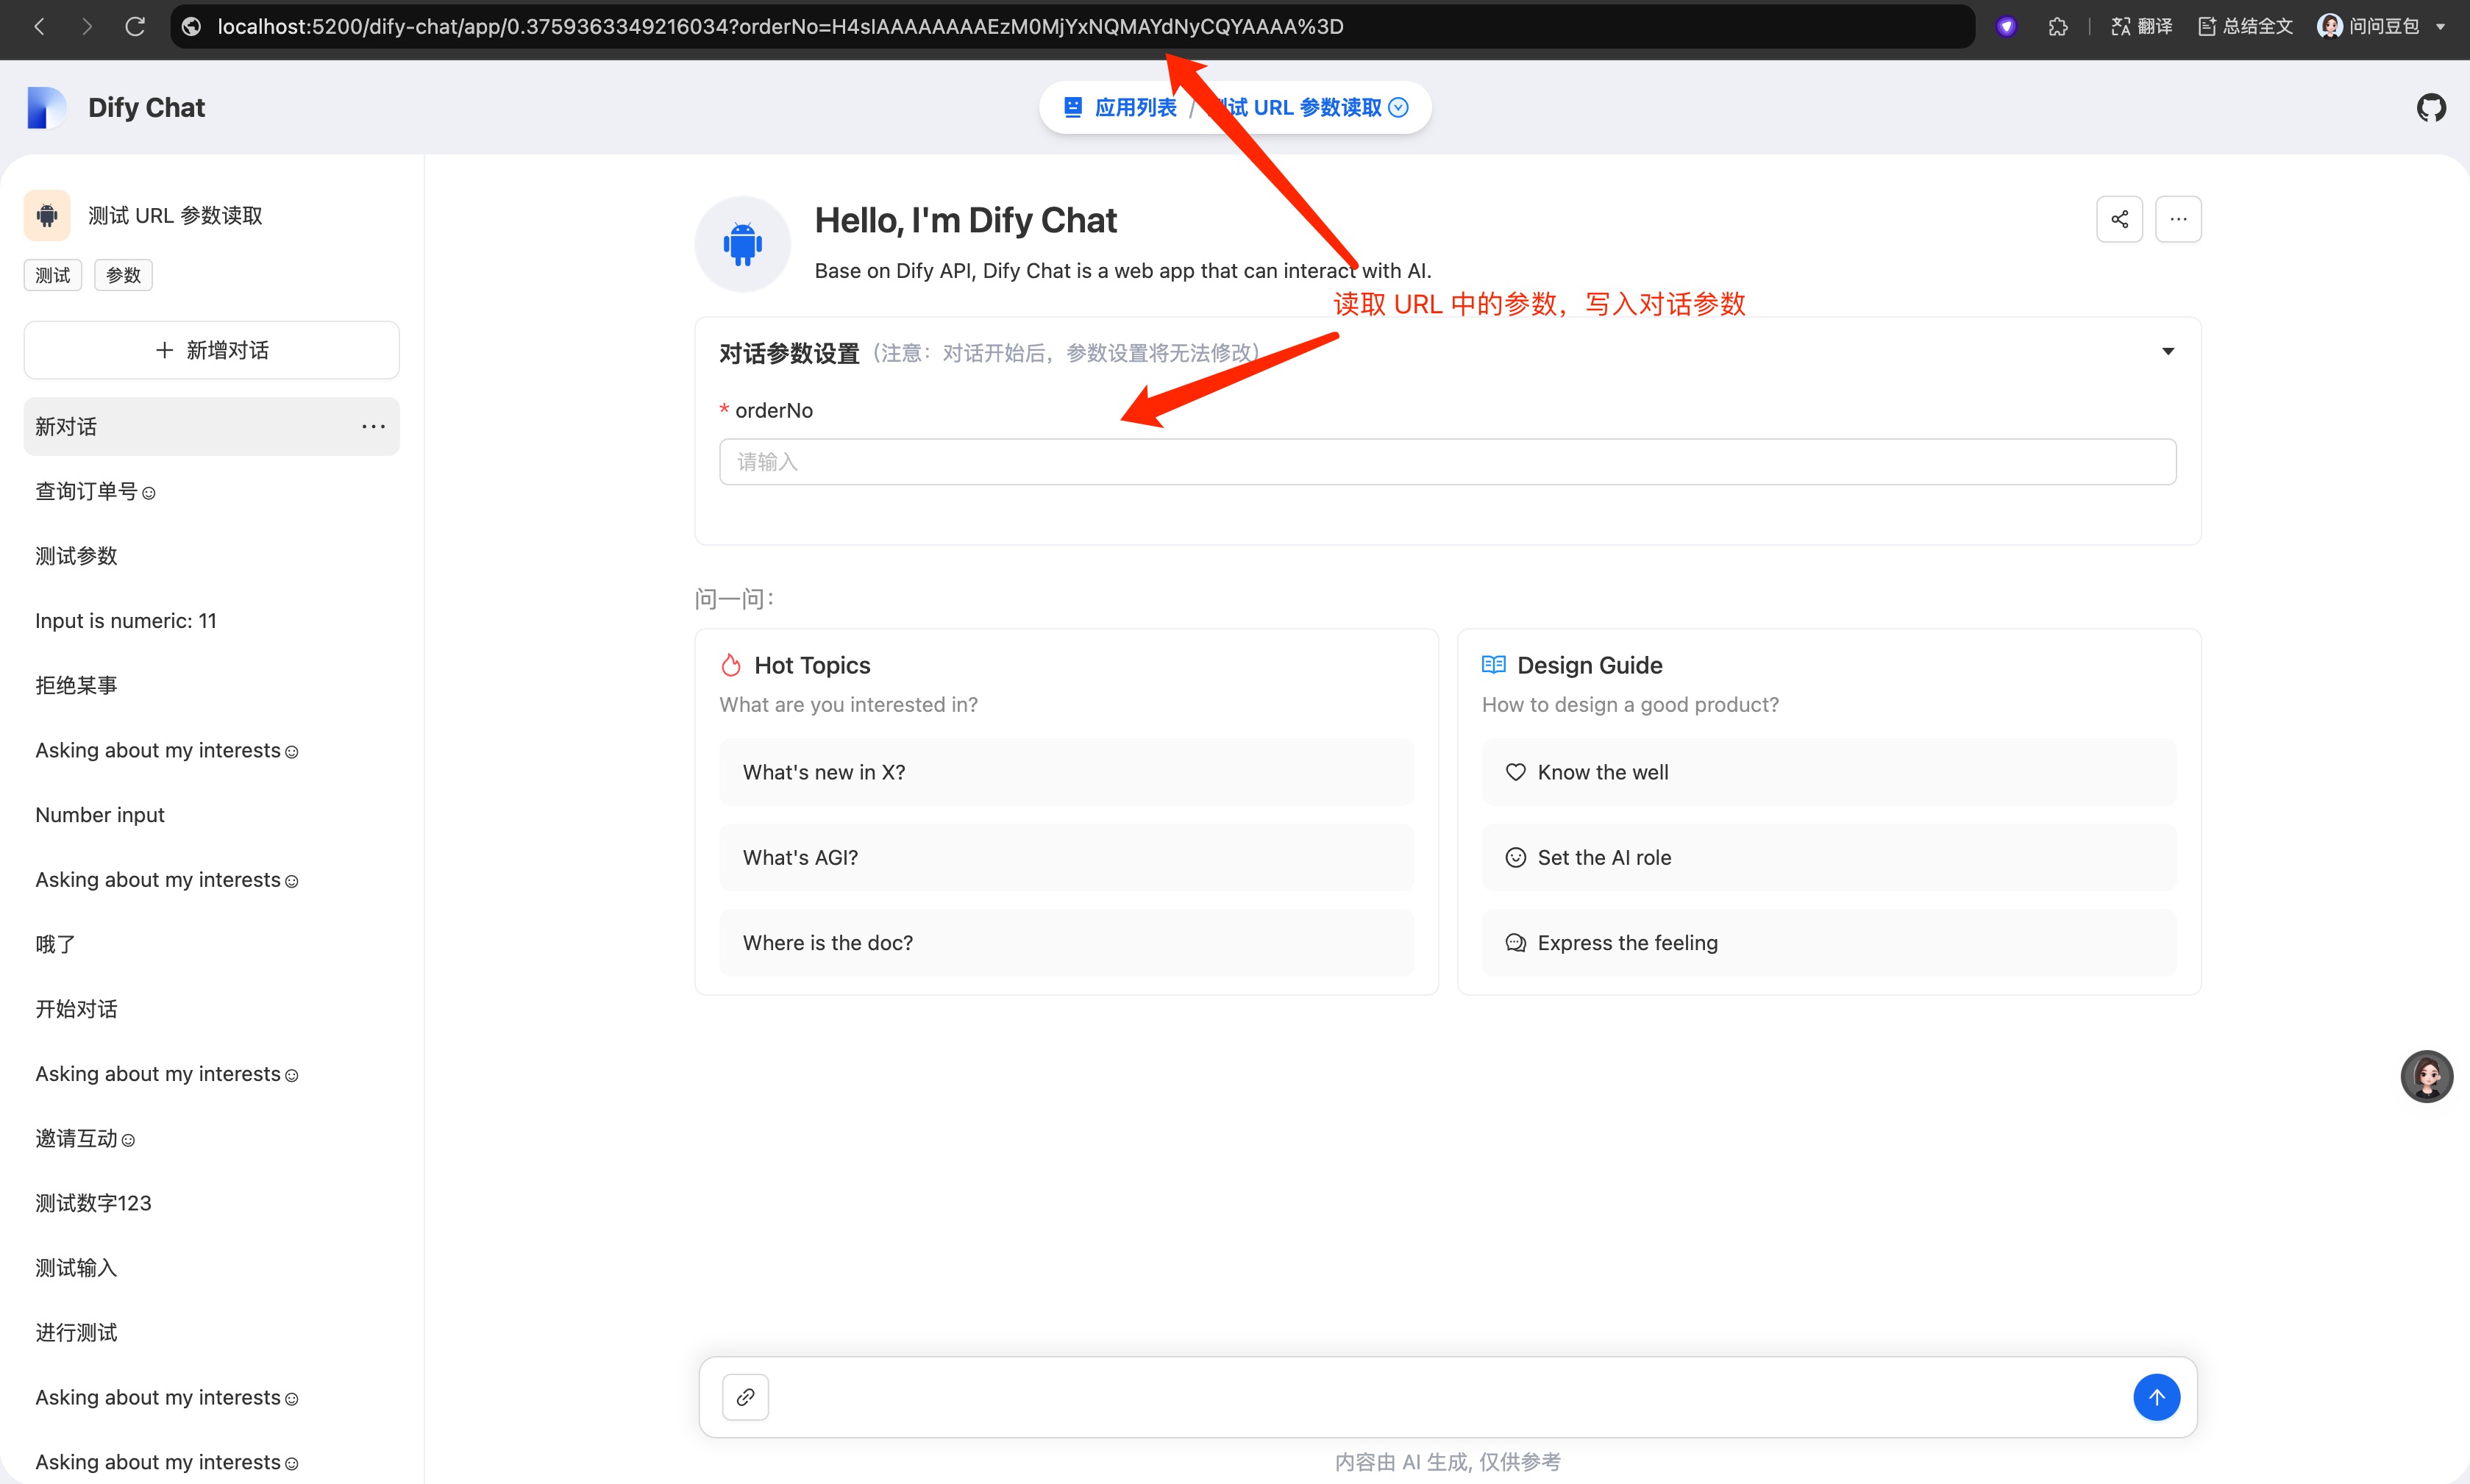 localhost:5200/dify-chat/app/0.3759363349216034?orderNo=H4sIAAAAAAAAAEzM0MjYxNQMAYdNyCQYAAAA%3D
翻译
总结全文
问问豆包
Dify Chat
应用列表 / 试 URL 参数读取
测试 URL 参数读取
测试
参数
新增对话
新对话
查询订单号☺
测试参数
Input is numeric: 11
拒绝某事
Asking about my interests☺
Number input
Asking about my interests☺
哦了
开始对话
Asking about my interests☺
邀请互动☺
测试数字123
测试输入
进行测试
Asking about my interests☺
Asking about my interests☺
Hello, I'm Dify Chat
Base on Dify API, Dify Chat is a web app that can interact with AI.
读取 URL 中的参数，写入对话参数
对话参数设置（注意：对话开始后，参数设置将无法修改）
* orderNo
请输入
问一问：
Hot Topics
What are you interested in?
What's new in X?
What's AGI?
Where is the doc?
Design Guide
How to design a good product?
Know the well
Set the AI role
Express the feeling
内容由 AI 生成, 仅供参考